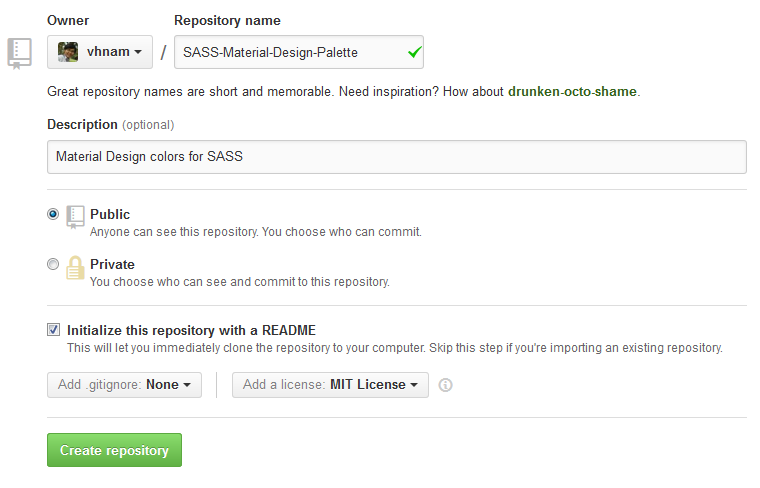 Owner Repository name
vhnam / SASS-Material-Design-Palette
Great repository names are short and memorable. Need inspiration? How about drunken-octo-shame.
Description (optional)
Material Design colors for SASS
Public
Anyone can see this repository. You choose who can commit.
Private
You choose who can see and commit to this repository.
Initialize this repository with a README
This will let you immediately clone the repository to your computer. Skip this step if you're importing an existing repository.
Add .gitignore: None Add a license: MIT License
Create repository